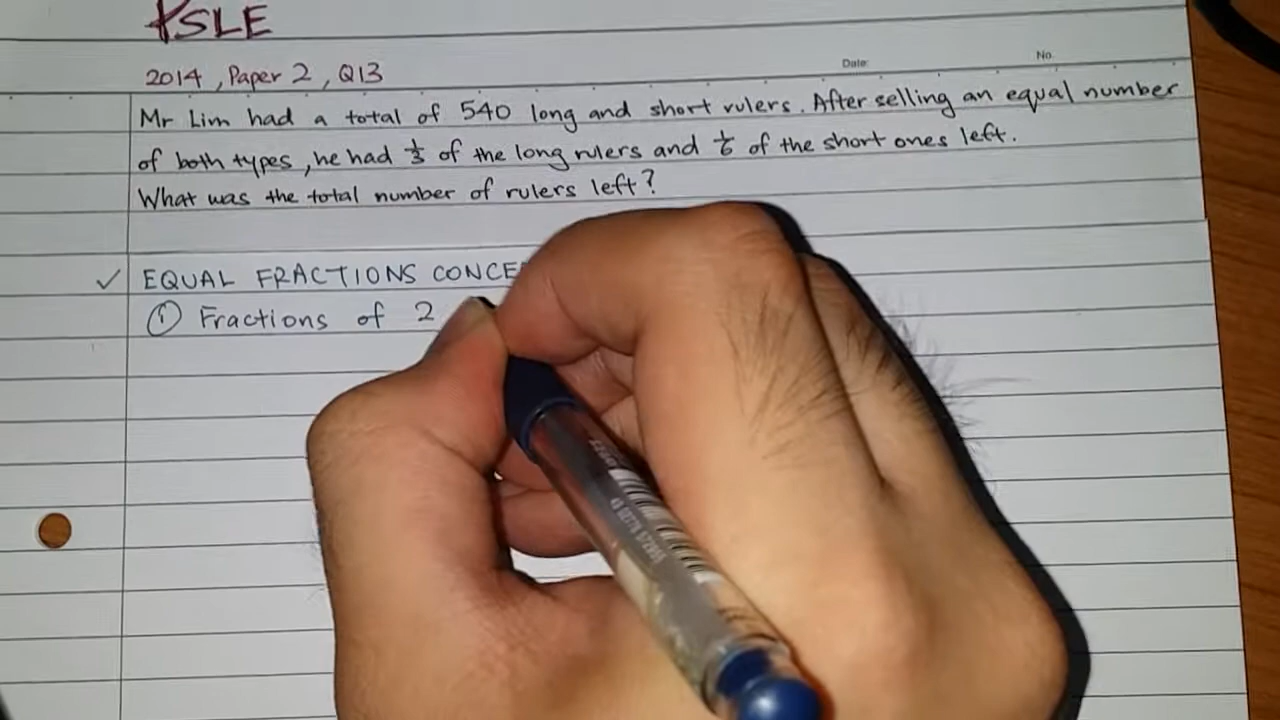 PSLE
2014, Paper 2, Q13
Date: No.
Mr Lim had a total of 540 long and short rulers. After selling an equal number
of both types, he had 1/3 of the long rulers and 1/6 of the short ones left.
What was the total number of rulers left?
✓ EQUAL FRACTIONS CONCE
① Fractions of 2